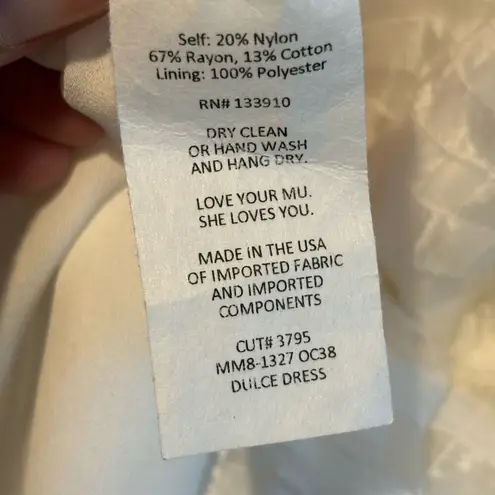 Self: 20% Nylon
67% Rayon, 13% Cotton
Lining: 100% Polyester
RN# 133910
DRY CLEAN
OR HAND WASH
AND HANG DRY.
LOVE YOUR MU.
SHE LOVES YOU.
MADE IN THE USA
OF IMPORTED FABRIC
AND IMPORTED
COMPONENTS
CUT# 3795
MM8-1327 OC38
DULCE DRESS